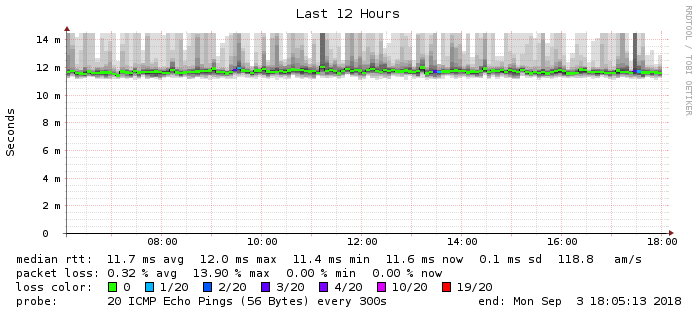 Last 12 Hours
RRDTOOL / TOBI OETIKER
Seconds
14 m
12 m
10 m
8 m
6 m
4 m
2 m
0
08:00 10:00 12:00 14:00 16:00 18:00
median rtt: 11.7 ms avg 12.0 ms max 11.4 ms min 11.6 ms now 0.1 ms sd 118.8 am/s
packet loss: 0.32 % avg 13.90 % max 0.00 % min 0.00 % now
loss color: 0 1/20 2/20 3/20 4/20 10/20 19/20
probe: 20 ICMP Echo Pings (56 Bytes) every 300s end: Mon Sep 3 18:05:13 2018